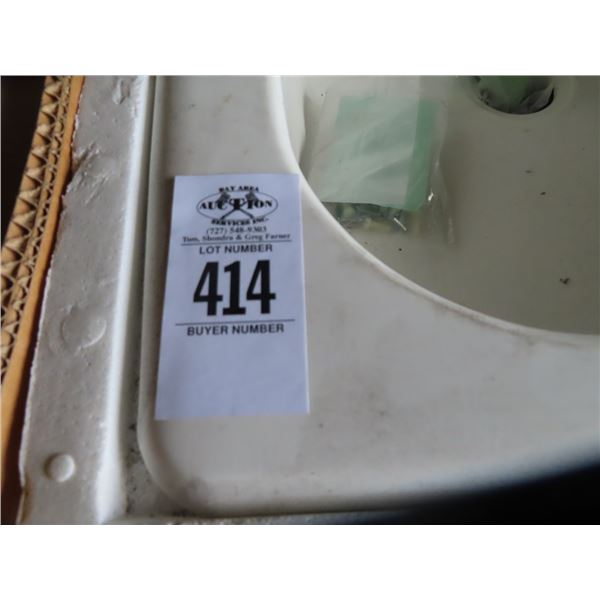 BAY AREA
AUCTION
SERVICES INC.
(727) 548-9303
Tom, Shondra & Greg Farner
LOT NUMBER
414
BUYER NUMBER